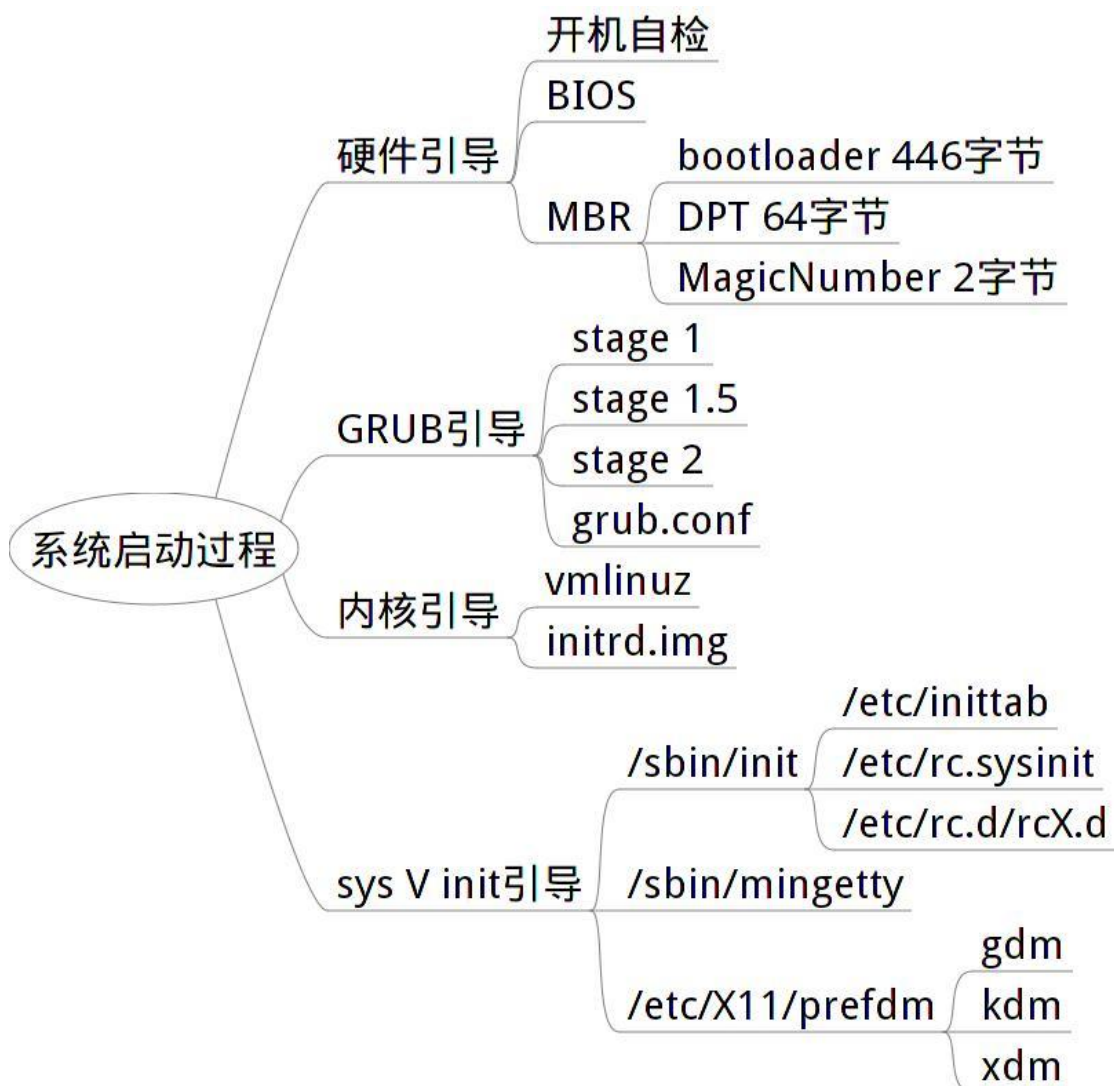 开机自检
BIOS
硬件引导
bootloader 446字节
MBR
DPT 64字节
MagicNumber 2字节
stage 1
stage 1.5
GRUB引导
stage 2
grub.conf
系统启动过程
vmlinuz
内核引导
initrd.img
/etc/inittab
/sbin/init
/etc/rc.sysinit
/etc/rc.d/rcX.d
sys V init引导
/sbin/mingetty
gdm
/etc/X11/prefdm
kdm
xdm